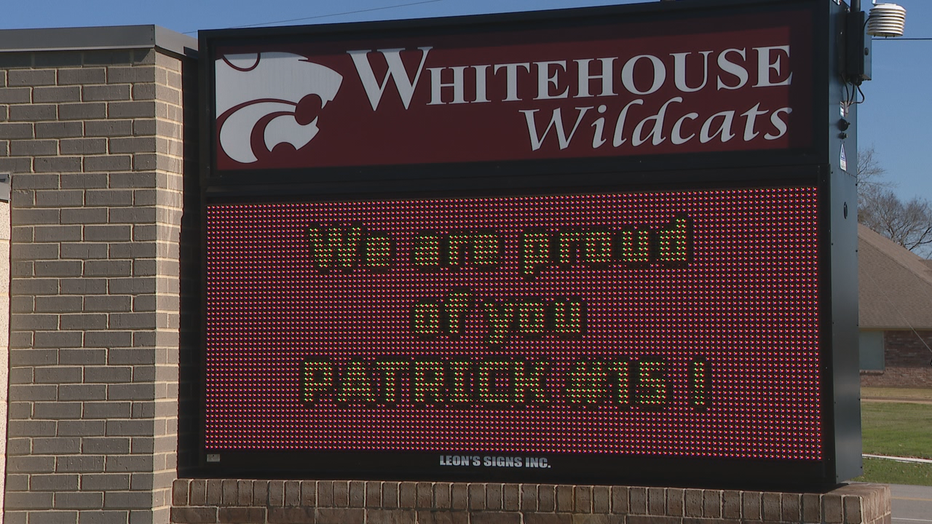 WHITEHOUSE
Wildcats
We are proud
of you
PATRICK #15 !
LEON'S SIGNS INC.